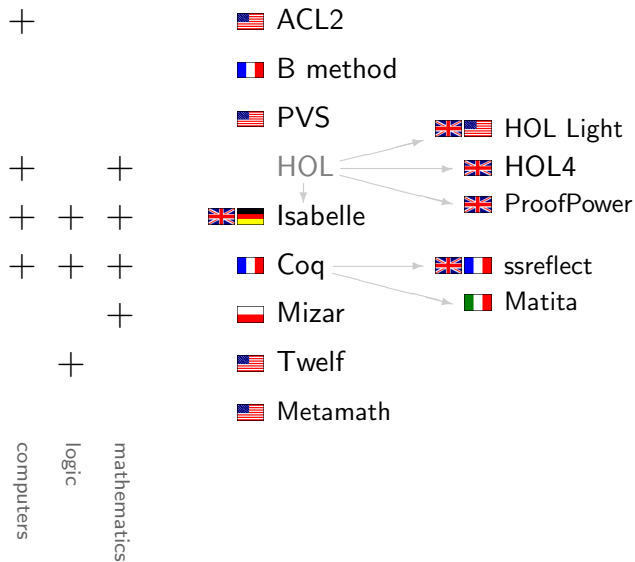 + ACL2
B method
PVS
HOL Light
+ + HOL HOL4
ProofPower
+ + + Isabelle
+ + + Coq ssreflect
Matita
+ Mizar
+ Twelf
Metamath
computers
logic
mathematics